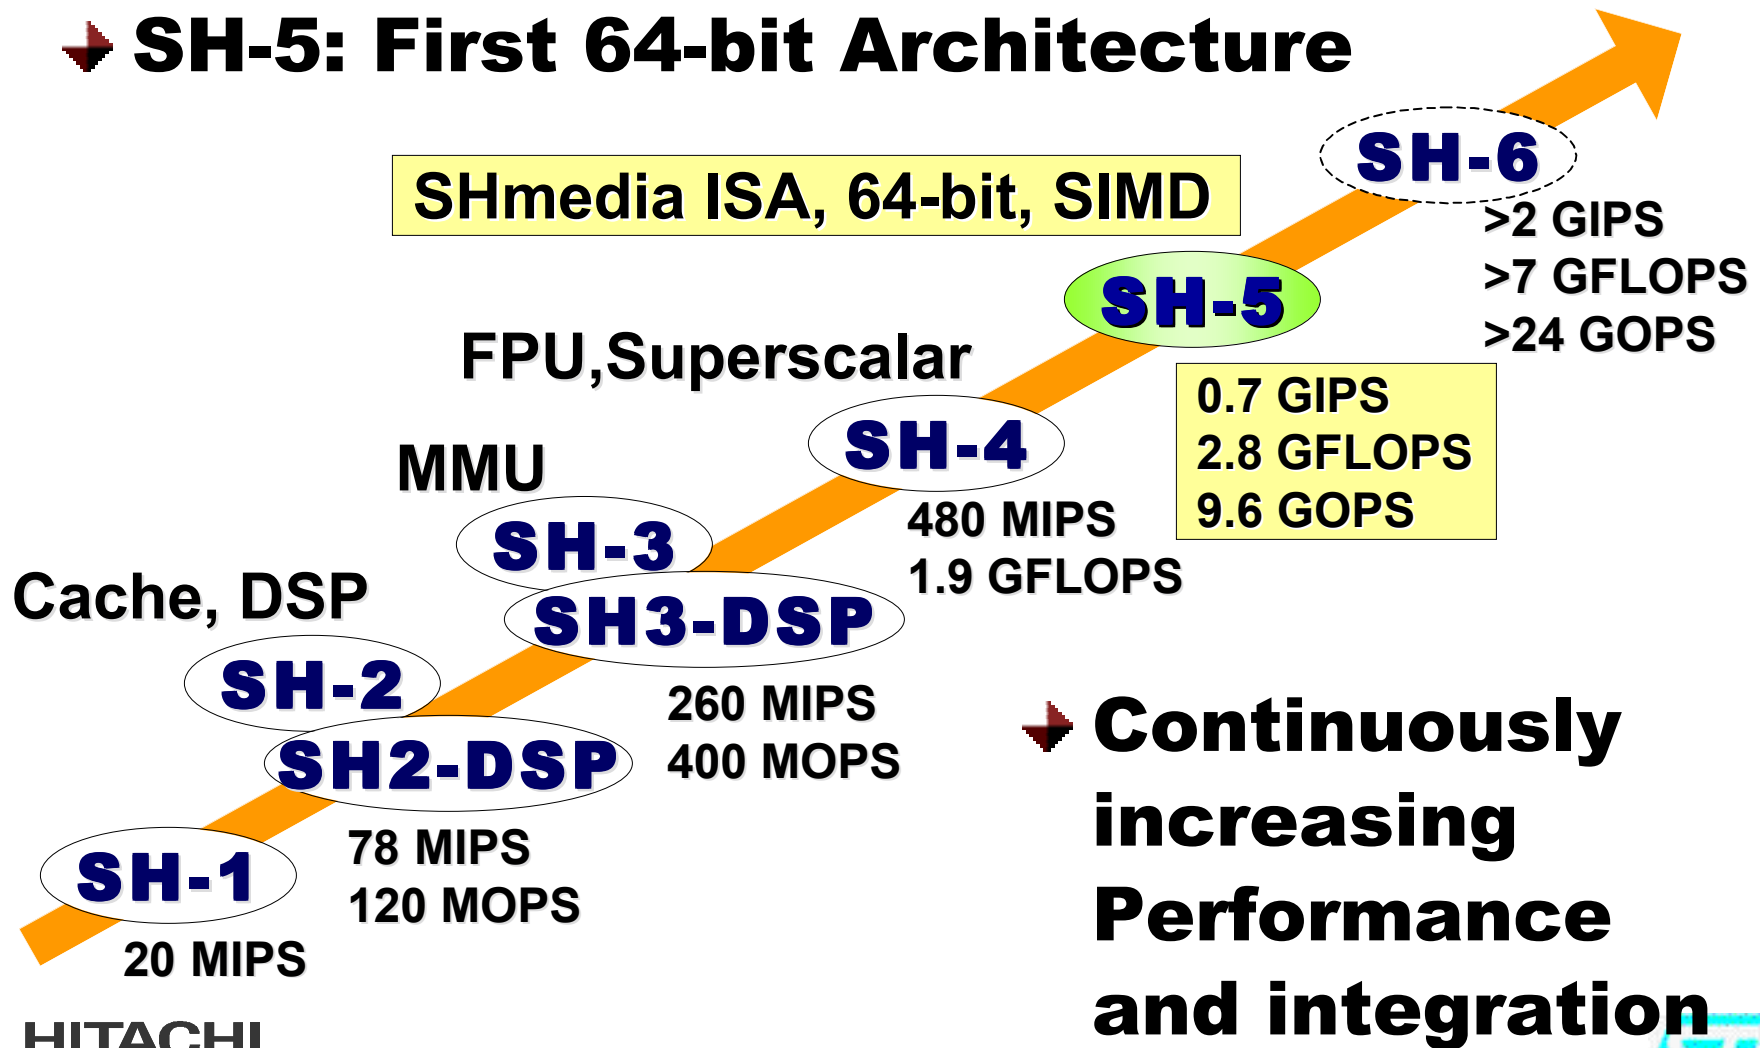 SH-5: First 64-bit Architecture
SH-6
SHmedia ISA, 64-bit, SIMD
>2 GIPS
>7 GFLOPS
>24 GOPS
SH-5
FPU,Superscalar
0.7 GIPS
2.8 GFLOPS
9.6 GOPS
SH-4
MMU
480 MIPS
1.9 GFLOPS
SH-3
Cache, DSP
SH3-DSP
SH-2
260 MIPS
400 MOPS
SH2-DSP
78 MIPS
120 MOPS
SH-1
20 MIPS
Continuously
increasing
Performance
and integration
HITACHI